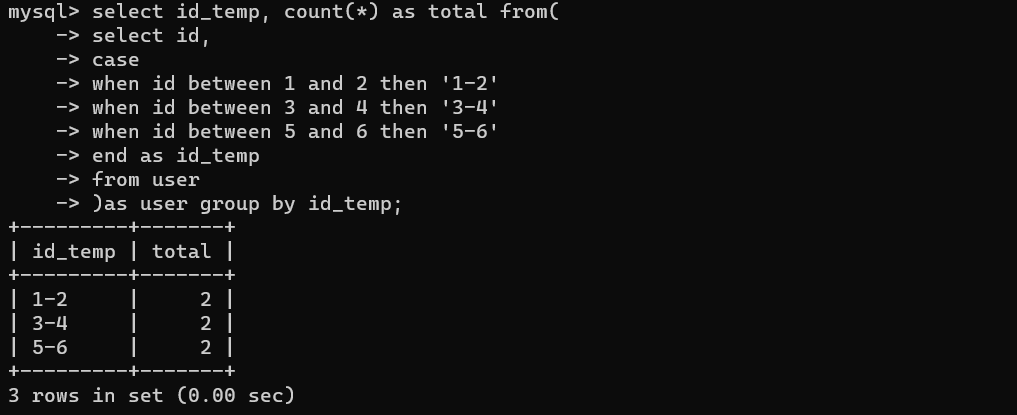 mysql> select id_temp, count(*) as total from(
    -> select id,
    -> case
    -> when id between 1 and 2 then '1-2'
    -> when id between 3 and 4 then '3-4'
    -> when id between 5 and 6 then '5-6'
    -> end as id_temp
    -> from user
    -> )as user group by id_temp;
+---------+-------+
| id_temp | total |
+---------+-------+
| 1-2     |     2 |
| 3-4     |     2 |
| 5-6     |     2 |
+---------+-------+
3 rows in set (0.00 sec)